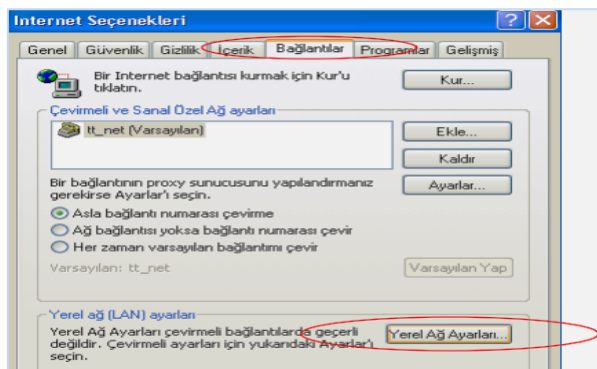 Internet Seçenekleri
Genel Güvenlik Gizlilik İçerik Bağlantılar Programlar Gelişmiş
Bir Internet bağlantısı kurmak için Kur'u
tıklatın.
Kur...
Çevirmeli ve Sanal Özel Ağ ayarları
tt_net (Varsayılan)
Ekle...
Kaldır
Bir bağlantının proxy sunucusunu yapılandırmanız
gerekirse Ayarlar'ı seçin.
Ayarlar...
Asla bağlantı numarası çevirme
Ağ bağlantısı yoksa bağlantı numarası çevir
Her zaman varsayılan bağlantımı çevir
Varsayılan: tt_net
Varsayılan Yap
Yerel ağ (LAN) ayarları
Yerel Ağ Ayarları çevirmeli bağlantılarda geçerli
değildir. Çevirmeli ayarları için yukarıdaki Ayarlar'ı
seçin.
Yerel Ağ Ayarları...